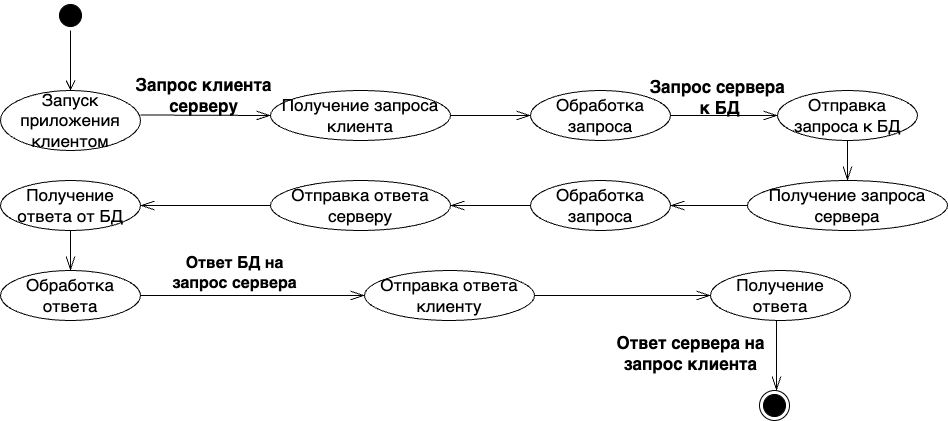 Запуск
приложения
клиентом
Запрос клиента
серверу
Получение запроса
клиента
Обработка
запроса
Запрос сервера
к БД
Отправка
запроса к БД
Получение запроса
сервера
Обработка
запроса
Отправка ответа
серверу
Получение
ответа от БД
Обработка
ответа
Ответ БД на
запрос сервера
Отправка ответа
клиенту
Получение
ответа
Ответ сервера на
запрос клиента